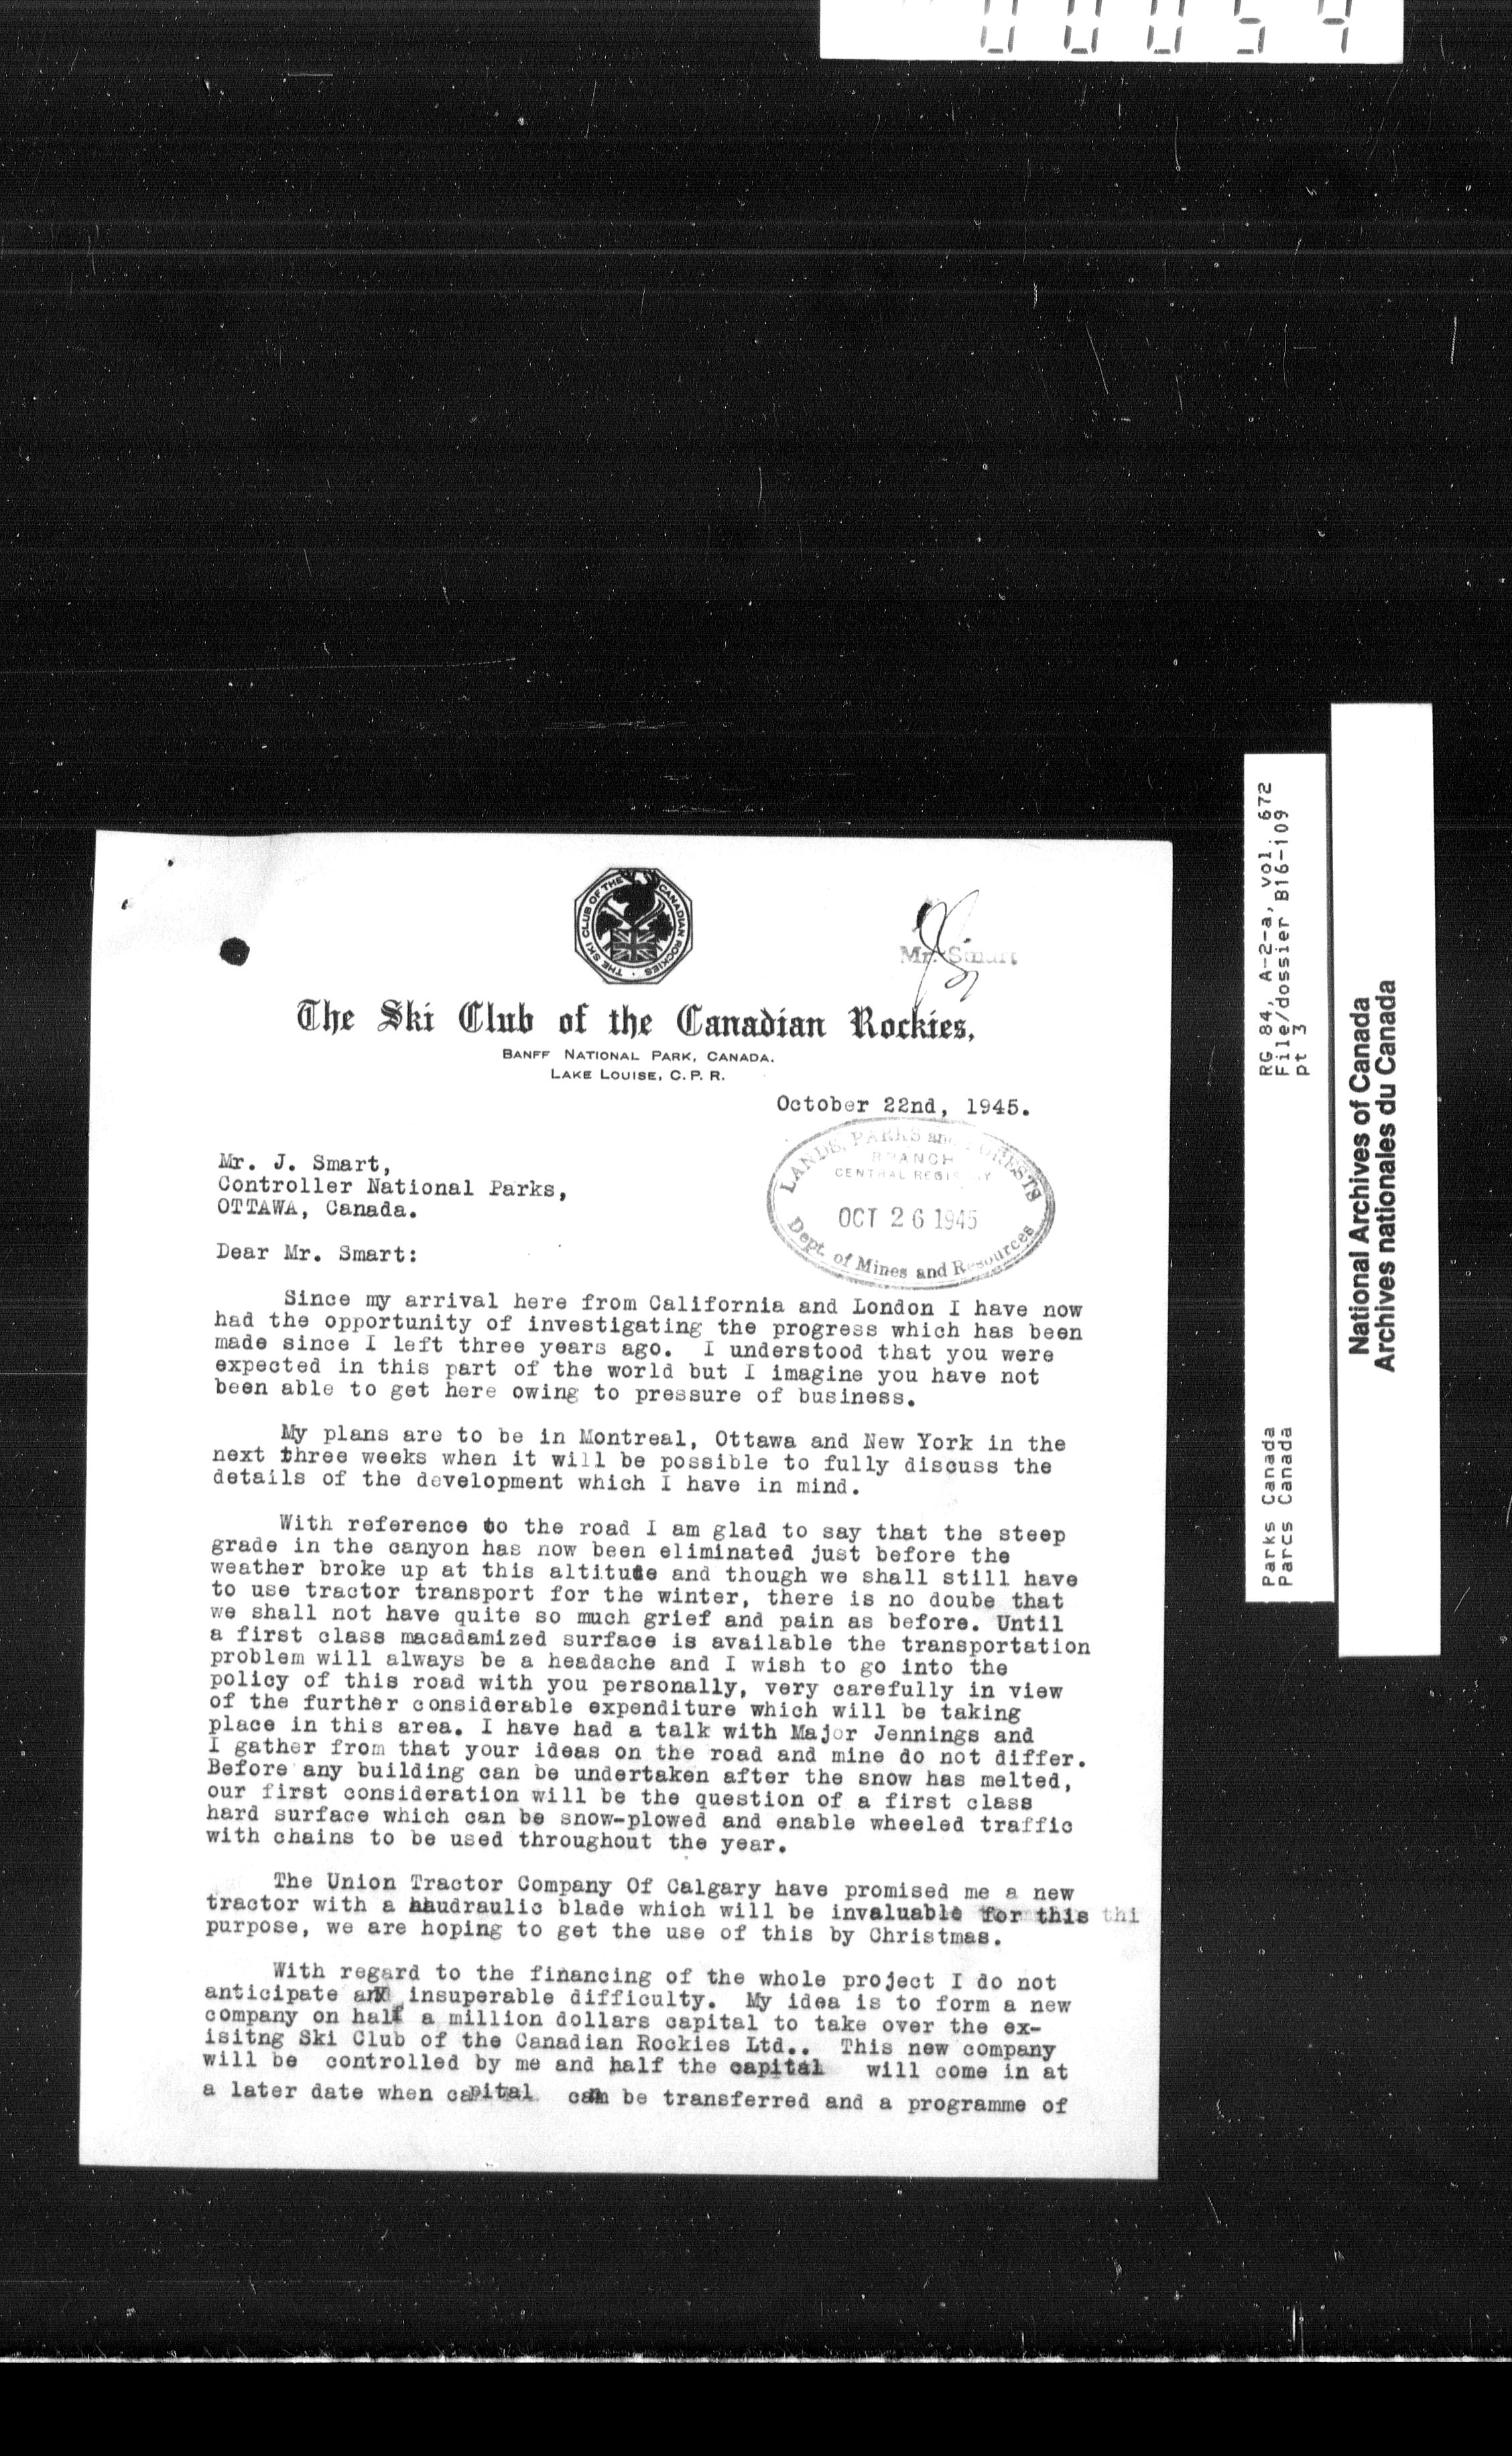 00059
THE SKI CLUB OF THE CANADIAN ROCKIES
Mr. Smart
The Ski Club of the Canadian Rockies,
BANFF NATIONAL PARK, CANADA.
LAKE LOUISE, C. P. R.
October 22nd, 1945.
LANDS, PARKS and FORESTS
BRANCH
CENTRAL REGISTRY
OCT 26 1945
Dept. of Mines and Resources
Mr. J. Smart,
Controller National Parks,
OTTAWA, Canada.
Dear Mr. Smart:
Since my arrival here from California and London I have now
had the opportunity of investigating the progress which has been
made since I left three years ago. I understood that you were
expected in this part of the world but I imagine you have not
been able to get here owing to pressure of business.
My plans are to be in Montreal, Ottawa and New York in the
next three weeks when it will be possible to fully discuss the
details of the development which I have in mind.
With reference to the road I am glad to say that the steep
grade in the canyon has now been eliminated just before the
weather broke up at this altitude and though we shall still have
to use tractor transport for the winter, there is no doube that
we shall not have quite so much grief and pain as before. Until
a first class macadamized surface is available the transportation
problem will always be a headache and I wish to go into the
policy of this road with you personally, very carefully in view
of the further considerable expenditure which will be taking
place in this area. I have had a talk with Major Jennings and
I gather from that your ideas on the road and mine do not differ.
Before any building can be undertaken after the snow has melted,
our first consideration will be the question of a first class
hard surface which can be snow-plowed and enable wheeled traffic
with chains to be used throughout the year.
The Union Tractor Company Of Calgary have promised me a new
tractor with a haudraulic blade which will be invaluable for this thi
purpose, we are hoping to get the use of this by Christmas.
With regard to the financing of the whole project I do not
anticipate insuperable difficulty. My idea is to form a new
company on half a million dollars capital to take over the ex-
isitng Ski Club of the Canadian Rockies Ltd.. This new company
will be controlled by me and half the capital will come in at
a later date when capital can be transferred and a programme of
RG 84, A-2-a, vol. 672
File/dossier B16-109
pt 3
Parks Canada
Parcs Canada
National Archives of Canada
Archives nationales du Canada